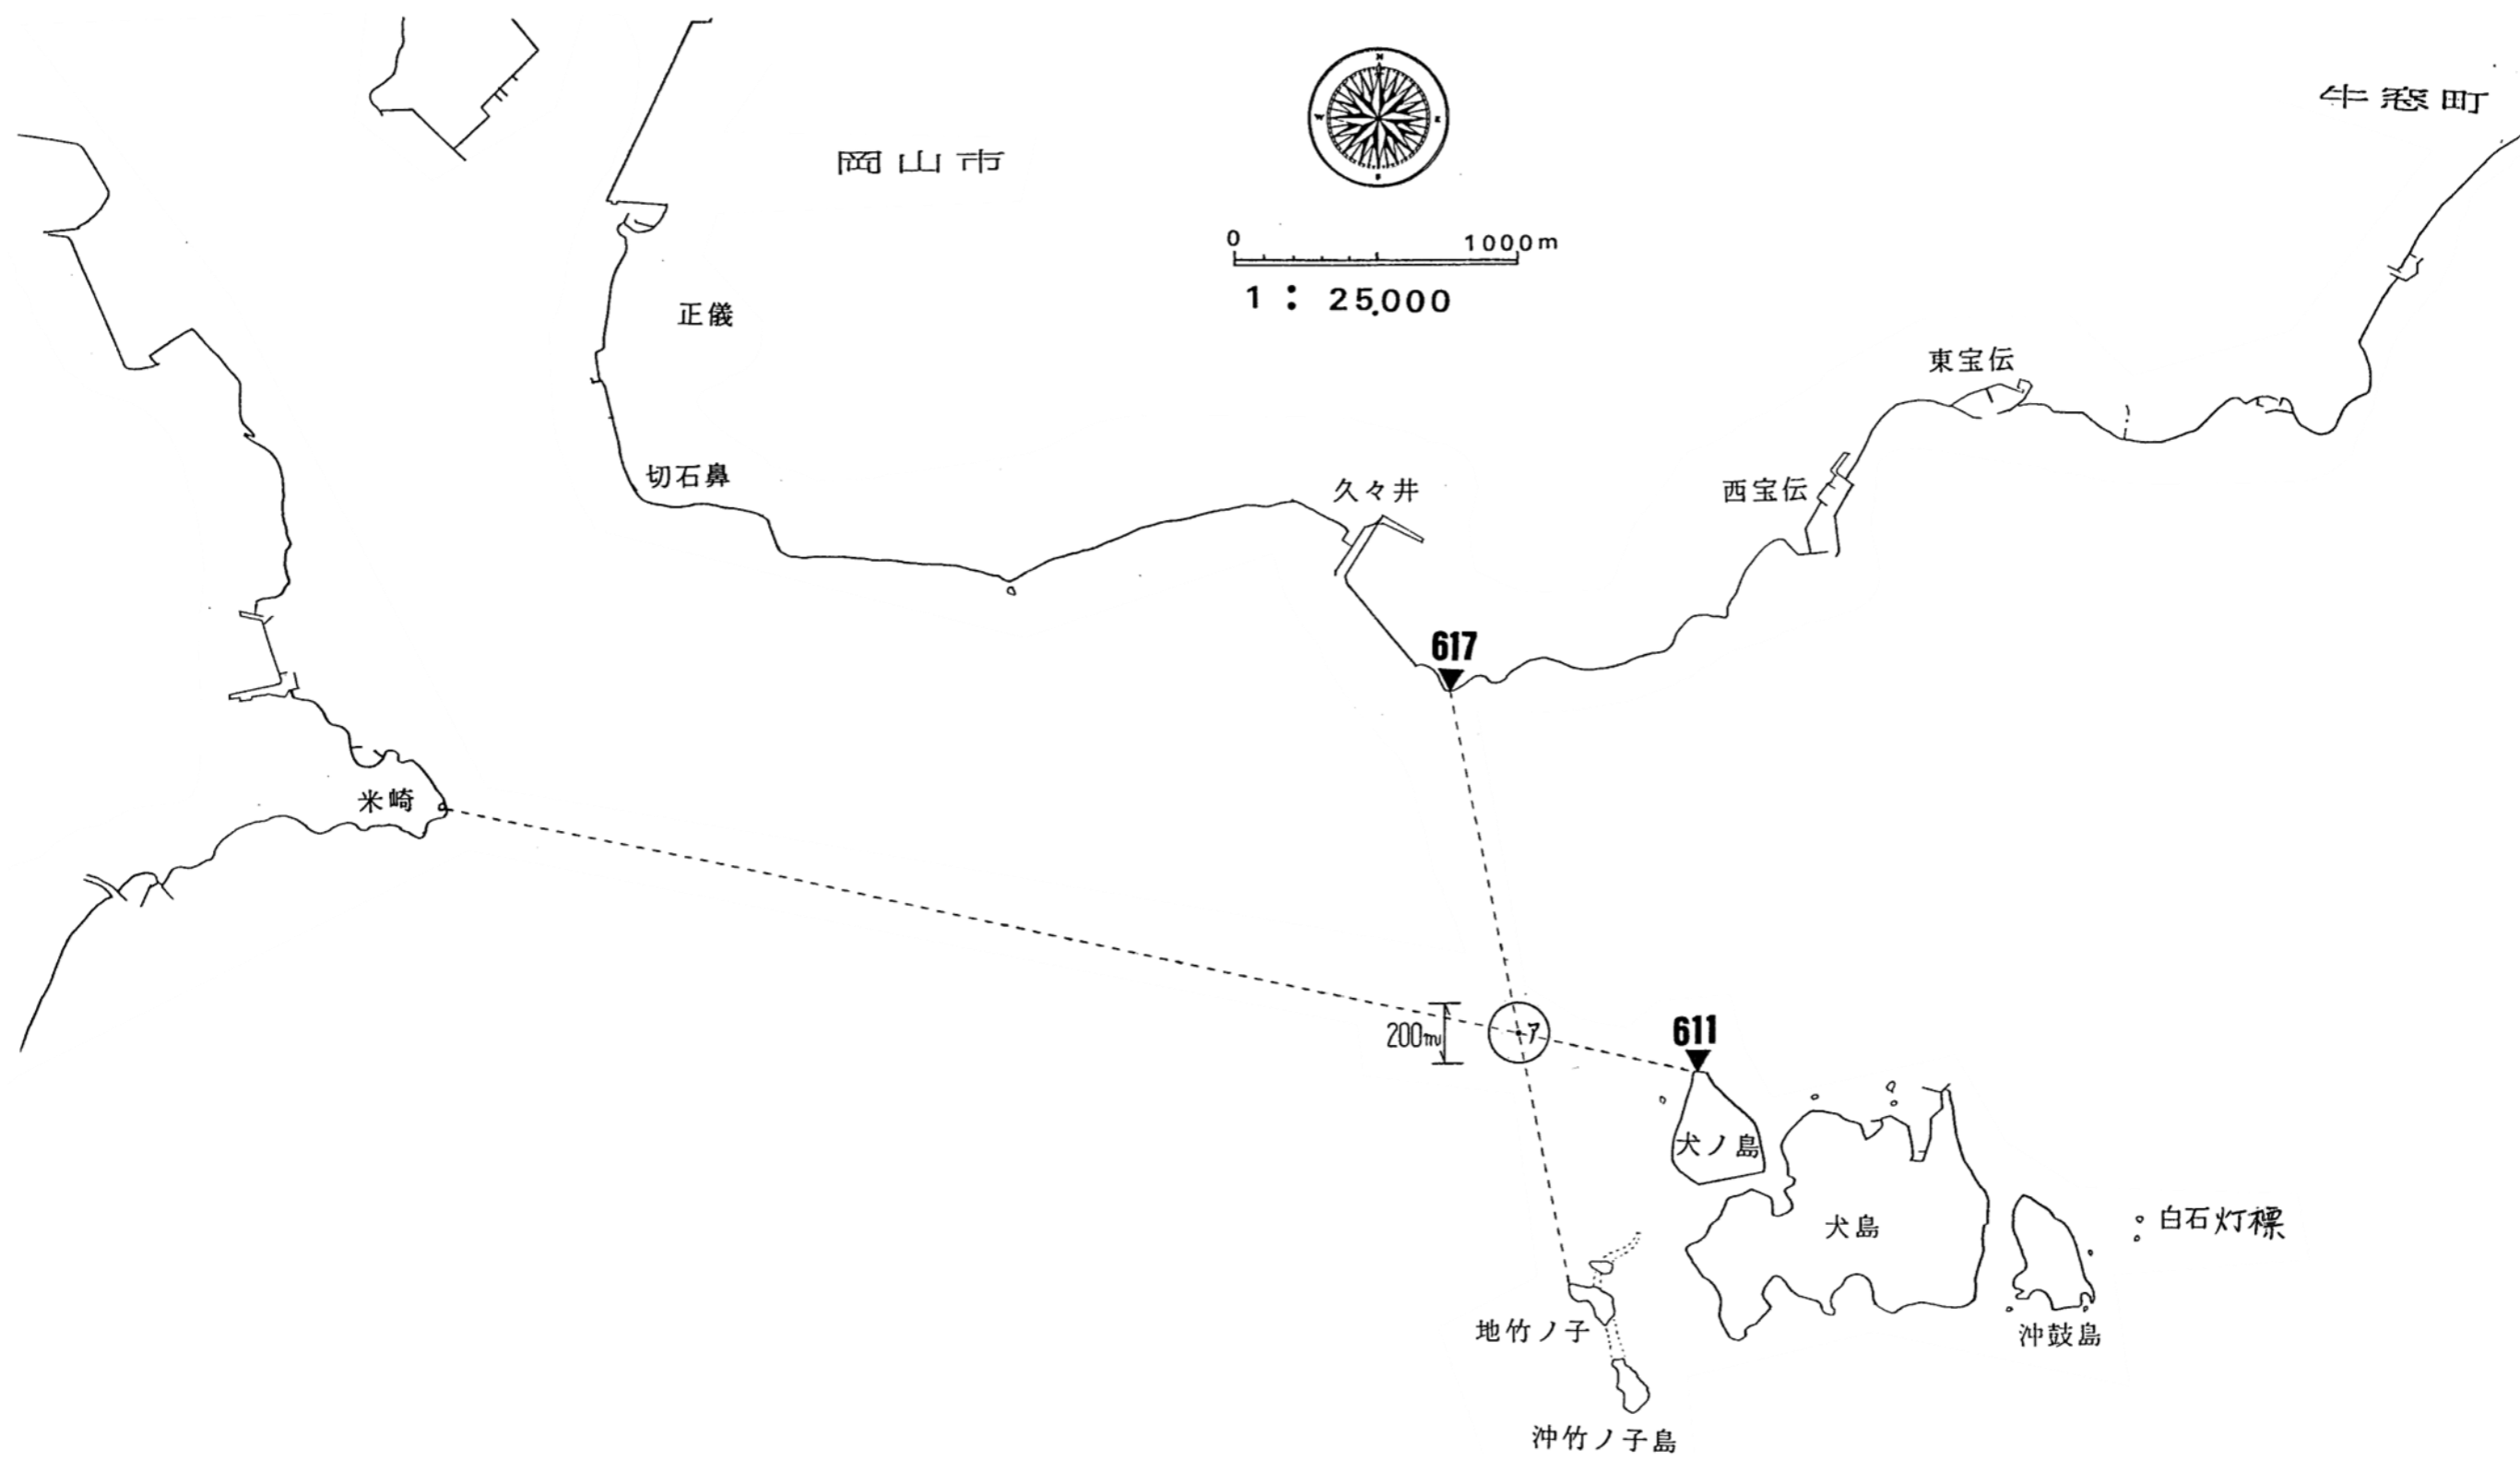 牛窓町
岡山市
N
W
E
S
0 1000m
1 : 25.000
正儀
東宝伝
切石鼻
久々井
西宝伝
617
米崎
200m
ア
611
犬ノ島
犬島
白石灯標
地竹ノ子
沖鼓島
沖竹ノ子島